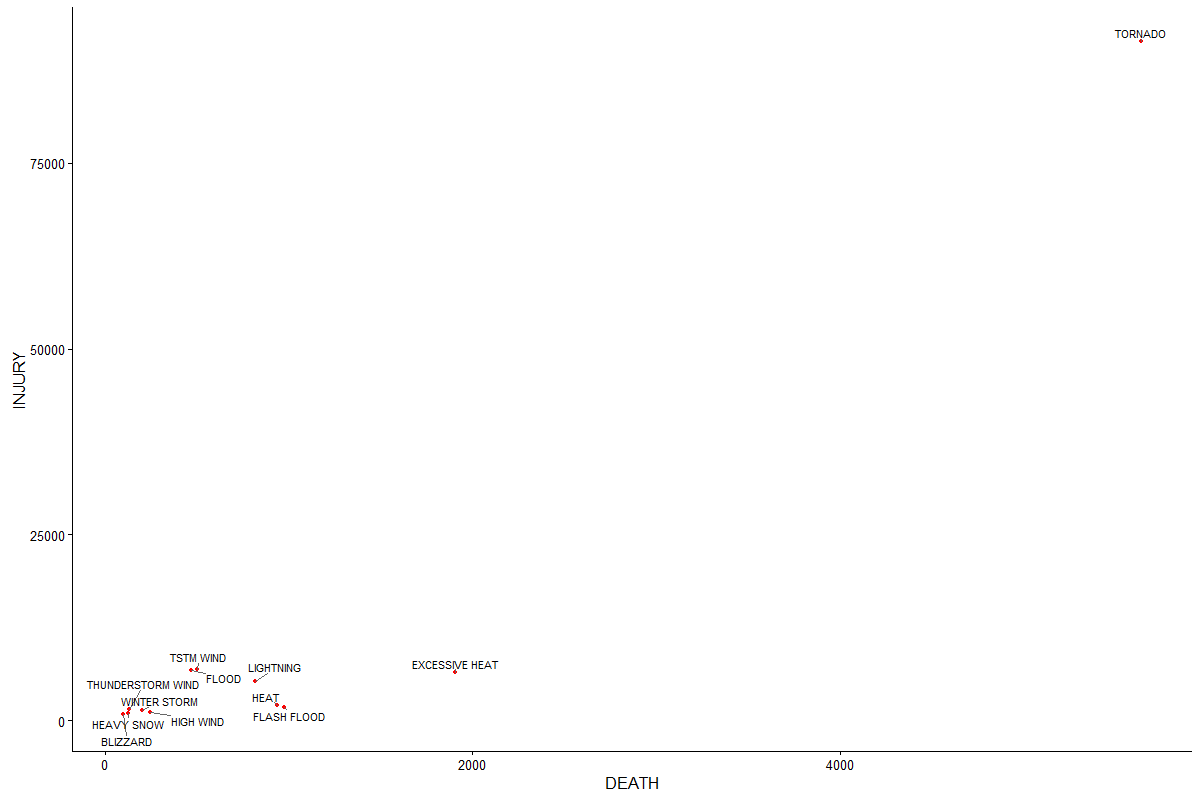 TORNADO
75000
50000
INJURY
25000
TSTM WIND
EXCESSIVE HEAT
LIGHTNING
FLOOD
THUNDERSTORM WIND
HEAT
WINTER STORM
FLASH FLOOD
HIGH WIND
0
HEAVY SNOW
BLIZZARD
0
2000
4000
DEATH